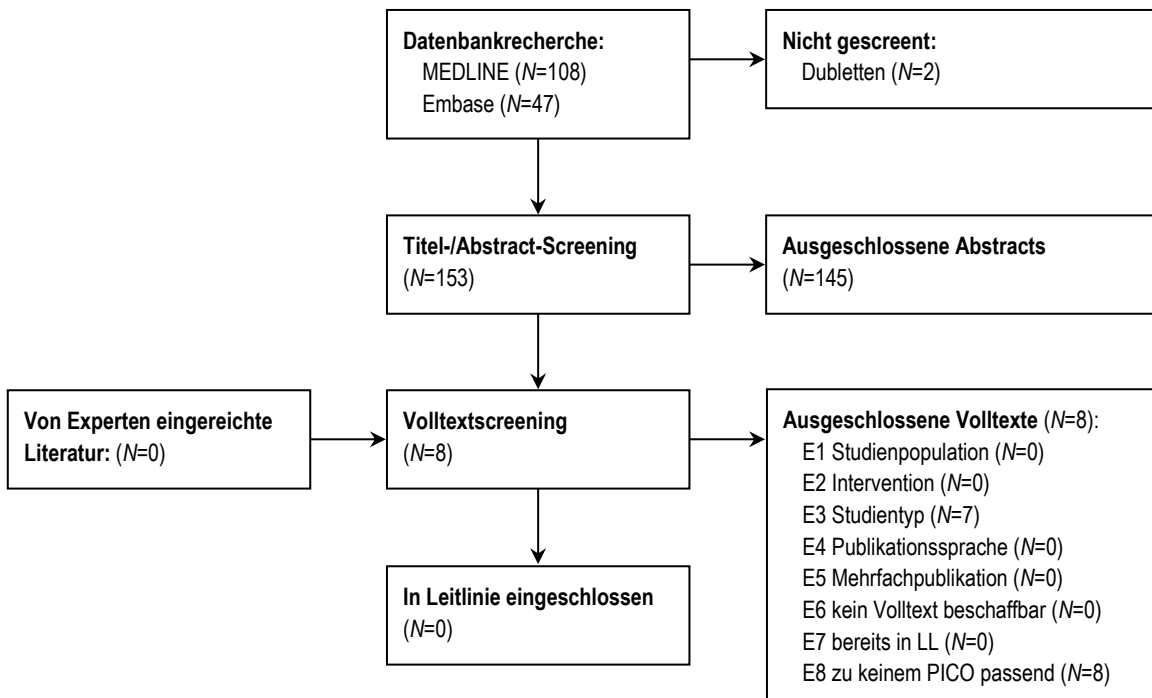 Datenbankrecherche:
MEDLINE (N=108)
Embase (N=47)
Nicht gescreent:
Dubletten (N=2)
Titel-/Abstract-Screening
(N=153)
Ausgeschlossene Abstracts
(N=145)
Von Experten eingereichte
Literatur: (N=0)
Volltextscreening
(N=8)
Ausgeschlossene Volltexte (N=8):
E1 Studienpopulation (N=0)
E2 Intervention (N=0)
E3 Studientyp (N=7)
E4 Publikationssprache (N=0)
E5 Mehrfachpublikation (N=0)
E6 kein Volltext beschaffbar (N=0)
E7 bereits in LL (N=0)
E8 zu keinem PICO passend (N=8)
In Leitlinie eingeschlossen
(N=0)